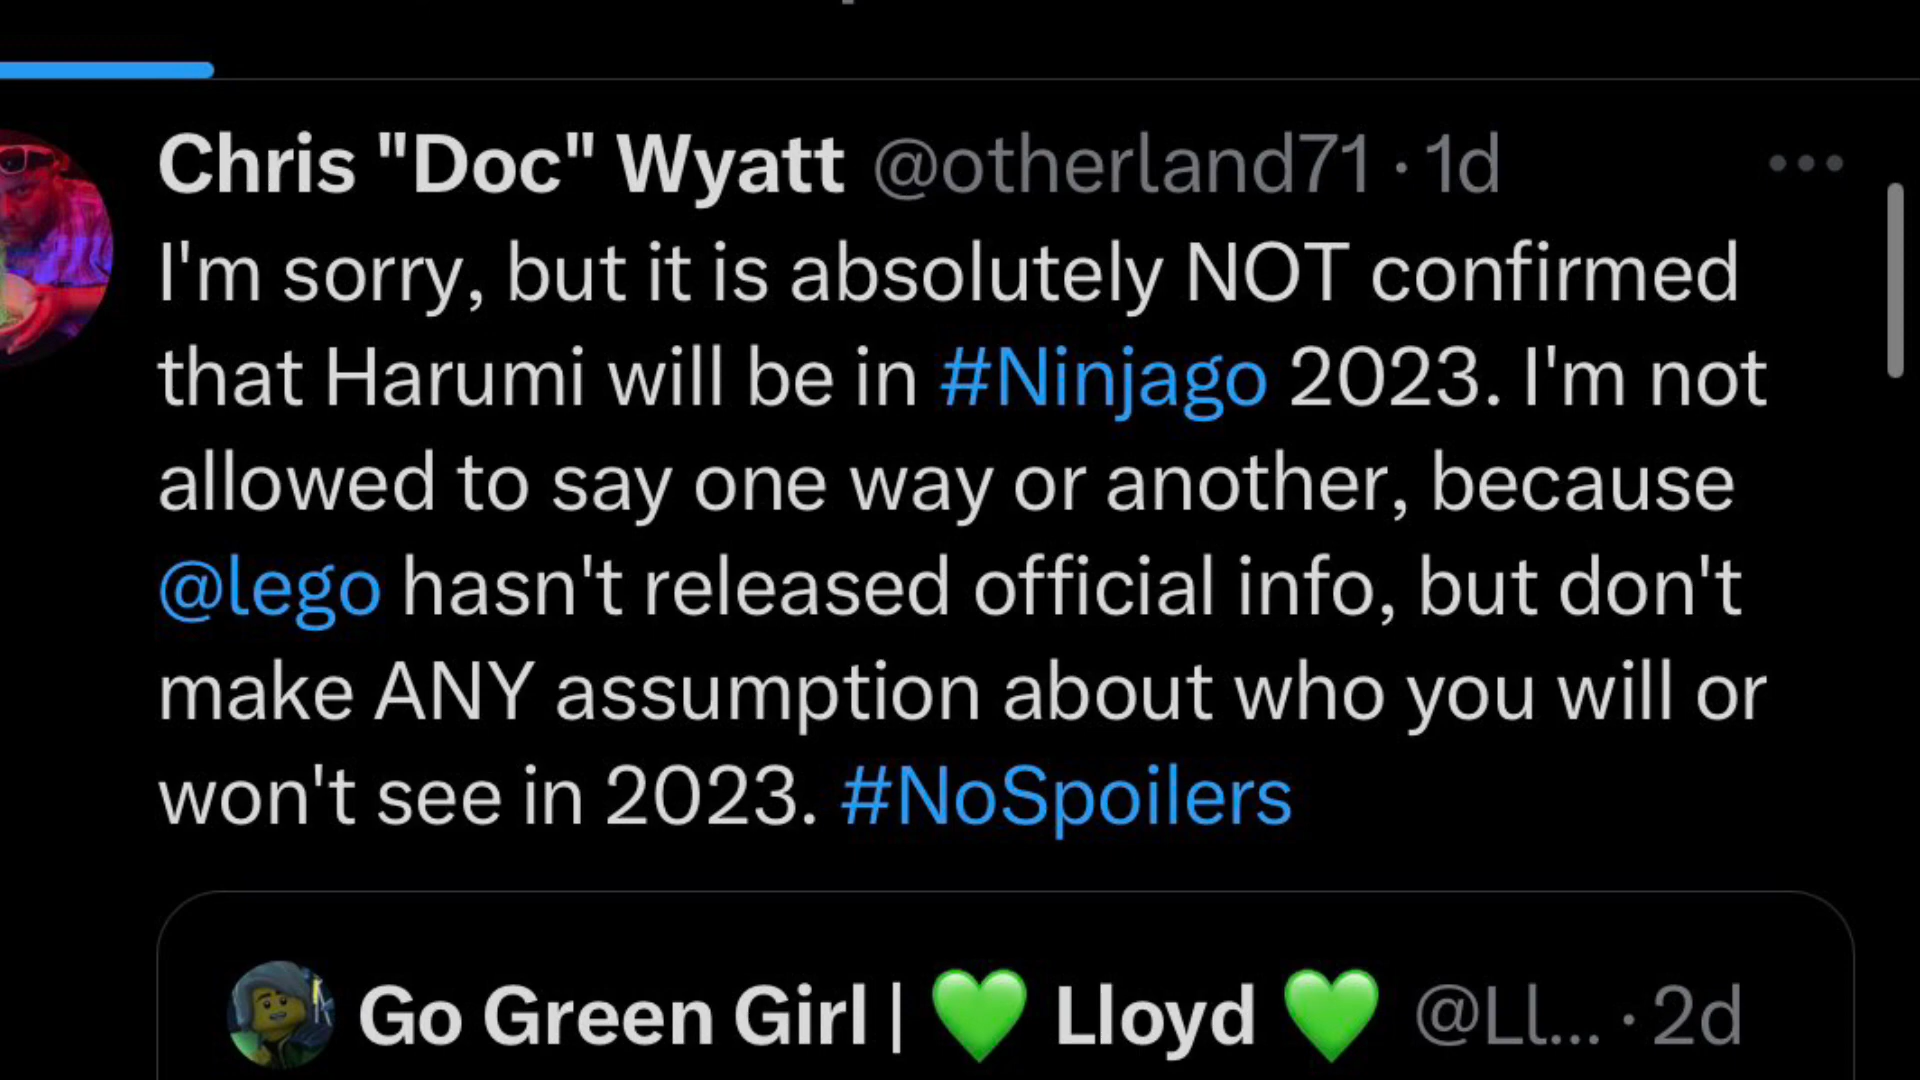 Chris "Doc" Wyatt @otherland71 · 1d
I'm sorry, but it is absolutely NOT confirmed
that Harumi will be in #Ninjago 2023. I'm not
allowed to say one way or another, because
@lego hasn't released official info, but don't
make ANY assumption about who you will or
won't see in 2023. #NoSpoilers
Go Green Girl | 💚 Lloyd 💚 @Ll... · 2d